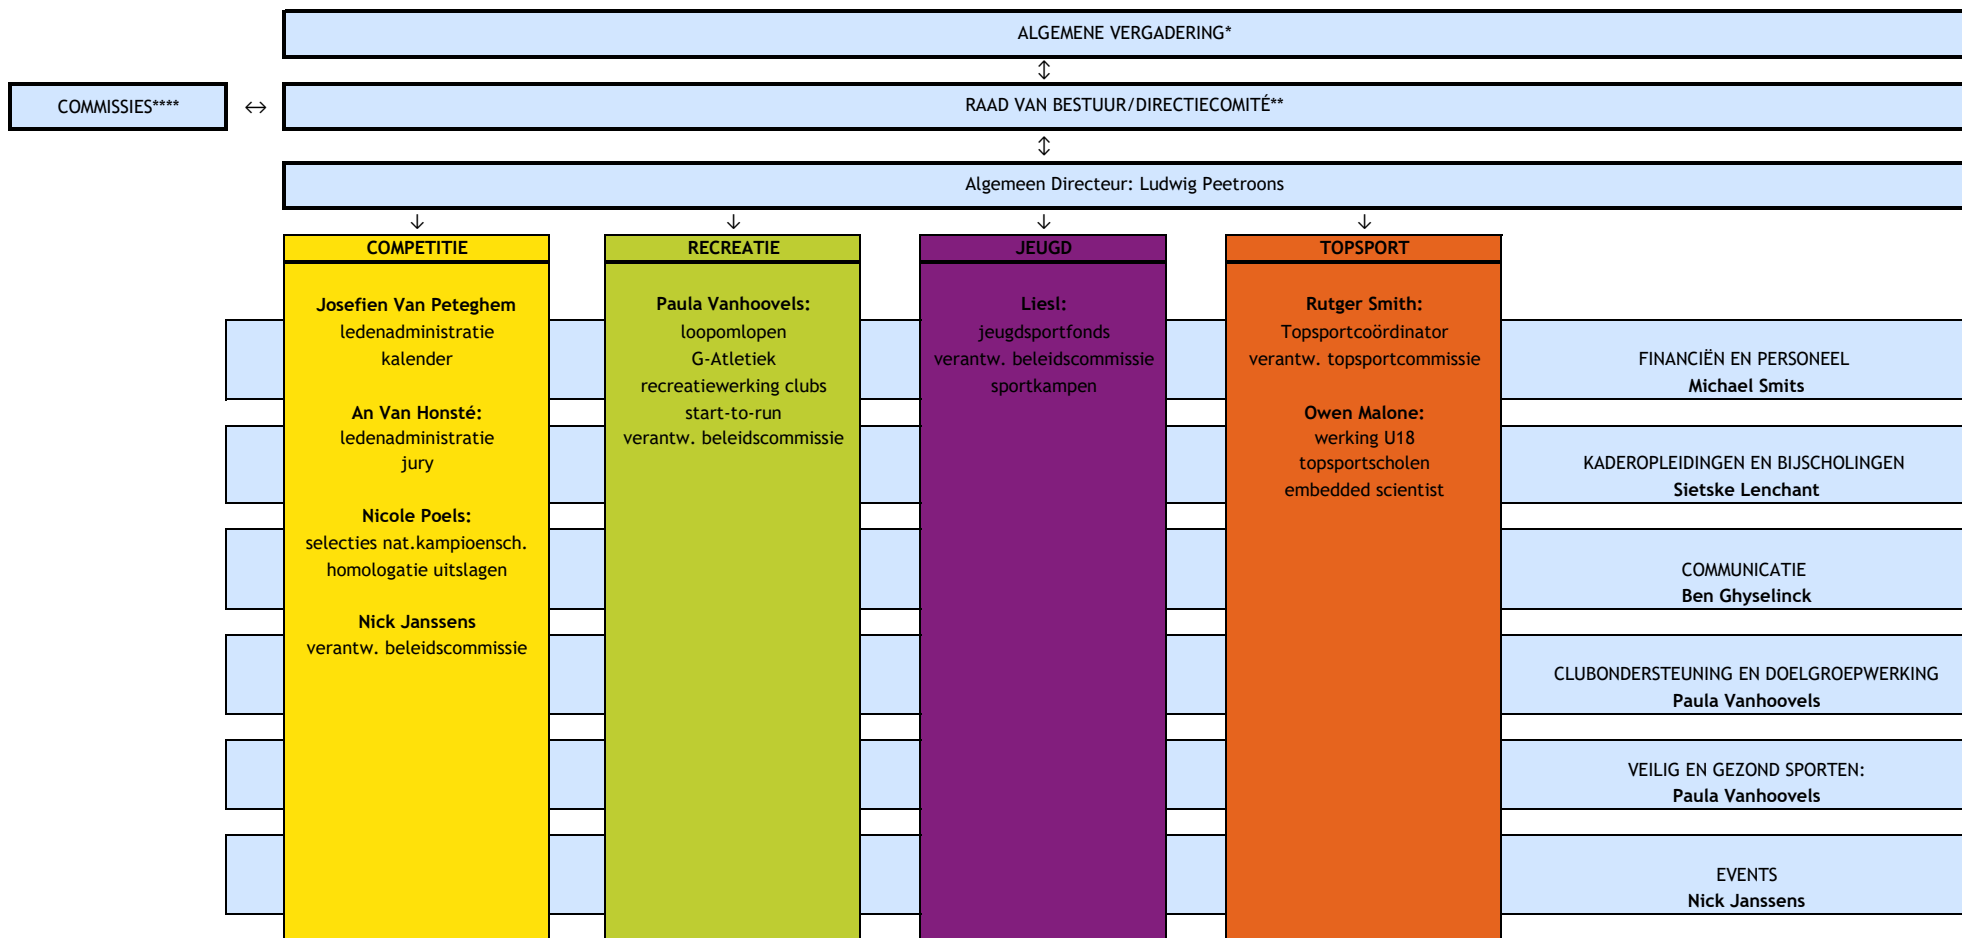 ALGEMENE VERGADERING*
↕
COMMISSIES****
↔
RAAD VAN BESTUUR/DIRECTIECOMITÉ**
↕
Algemeen Directeur: Ludwig Peetroons
↓ ↓ ↓ ↓
COMPETITIE
Josefien Van Peteghem
ledenadministratie
kalender
An Van Honsté:
ledenadministratie
jury
Nicole Poels:
selecties nat.kampioensch.
homologatie uitslagen
Nick Janssens
verantw. beleidscommissie
RECREATIE
Paula Vanhoovels:
loopomlopen
G-Atletiek
recreatiewerking clubs
start-to-run
verantw. beleidscommissie
JEUGD
Liesl:
jeugdsportfonds
verantw. beleidscommissie
sportkampen
TOPSPORT
Rutger Smith:
Topsportcoördinator
verantw. topsportcommissie
Owen Malone:
werking U18
topsportscholen
embedded scientist
FINANCIËN EN PERSONEEL
Michael Smits
KADEROPLEIDINGEN EN BIJSCHOLINGEN
Sietske Lenchant
COMMUNICATIE
Ben Ghyselinck
CLUBONDERSTEUNING EN DOELGROEPWERKING
Paula Vanhoovels
VEILIG EN GEZOND SPORTEN:
Paula Vanhoovels
EVENTS
Nick Janssens